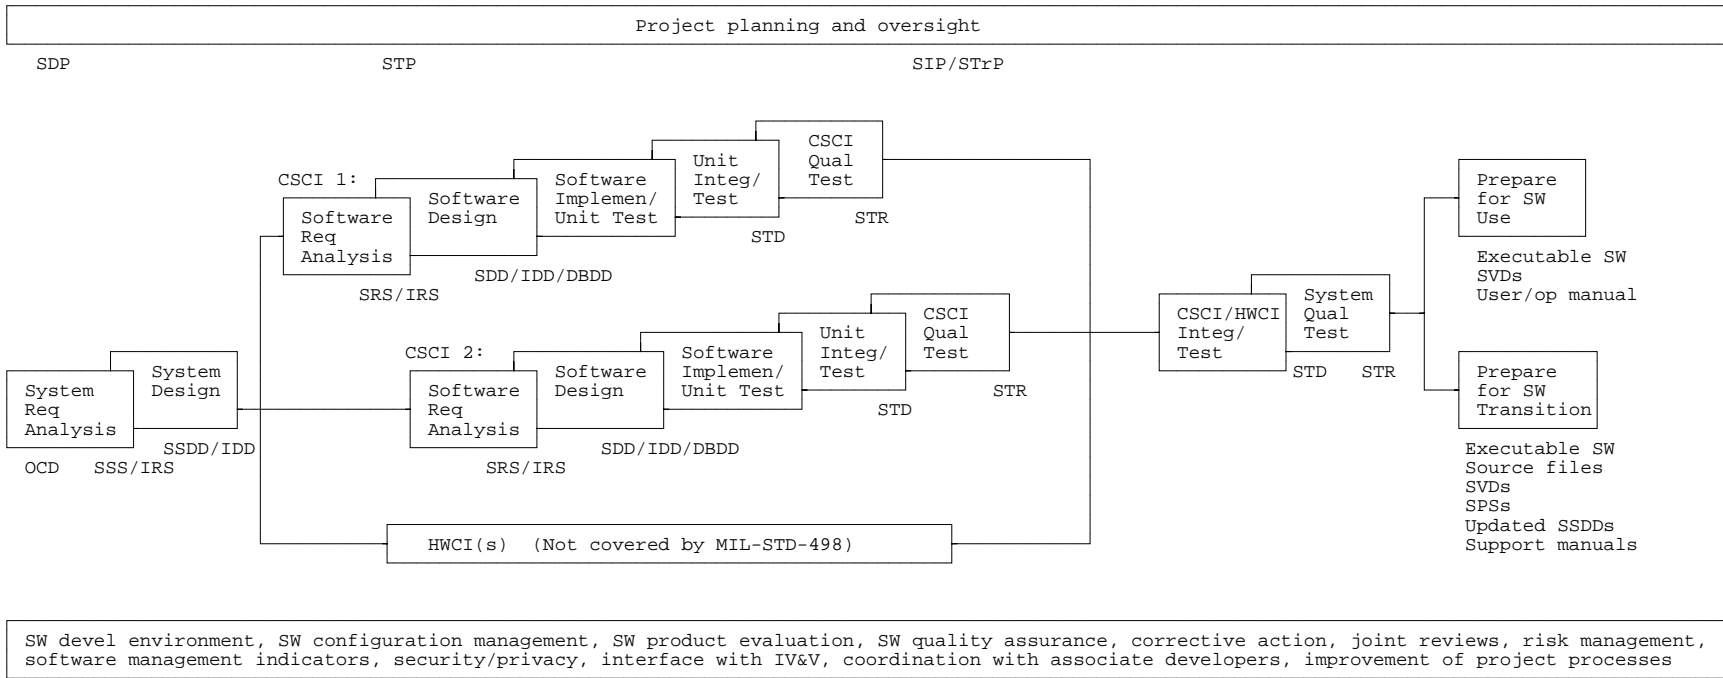 Project planning and oversight
SDP
STP
SIP/STrP
CSCI 1:
Software
Req
Analysis
Software
Design
Software
Implemen/
Unit Test
Unit
Integ/
Test
CSCI
Qual
Test
SRS/IRS
SDD/IDD/DBDD
STD
STR
CSCI 2:
Software
Req
Analysis
Software
Design
Software
Implemen/
Unit Test
Unit
Integ/
Test
CSCI
Qual
Test
SRS/IRS
SDD/IDD/DBDD
STD
STR
System
Req
Analysis
System
Design
OCD
SSS/IRS
SSDD/IDD
HWCI(s) (Not covered by MIL-STD-498)
CSCI/HWCI
Integ/
Test
System
Qual
Test
STD
STR
Prepare
for SW
Use
Executable SW
SVDs
User/op manual
Prepare
for SW
Transition
Executable SW
Source files
SVDs
SPSs
Updated SSDDs
Support manuals
SW devel environment, SW configuration management, SW product evaluation, SW quality assurance, corrective action, joint reviews, risk management,
software management indicators, security/privacy, interface with IV&V, coordination with associate developers, improvement of project processes